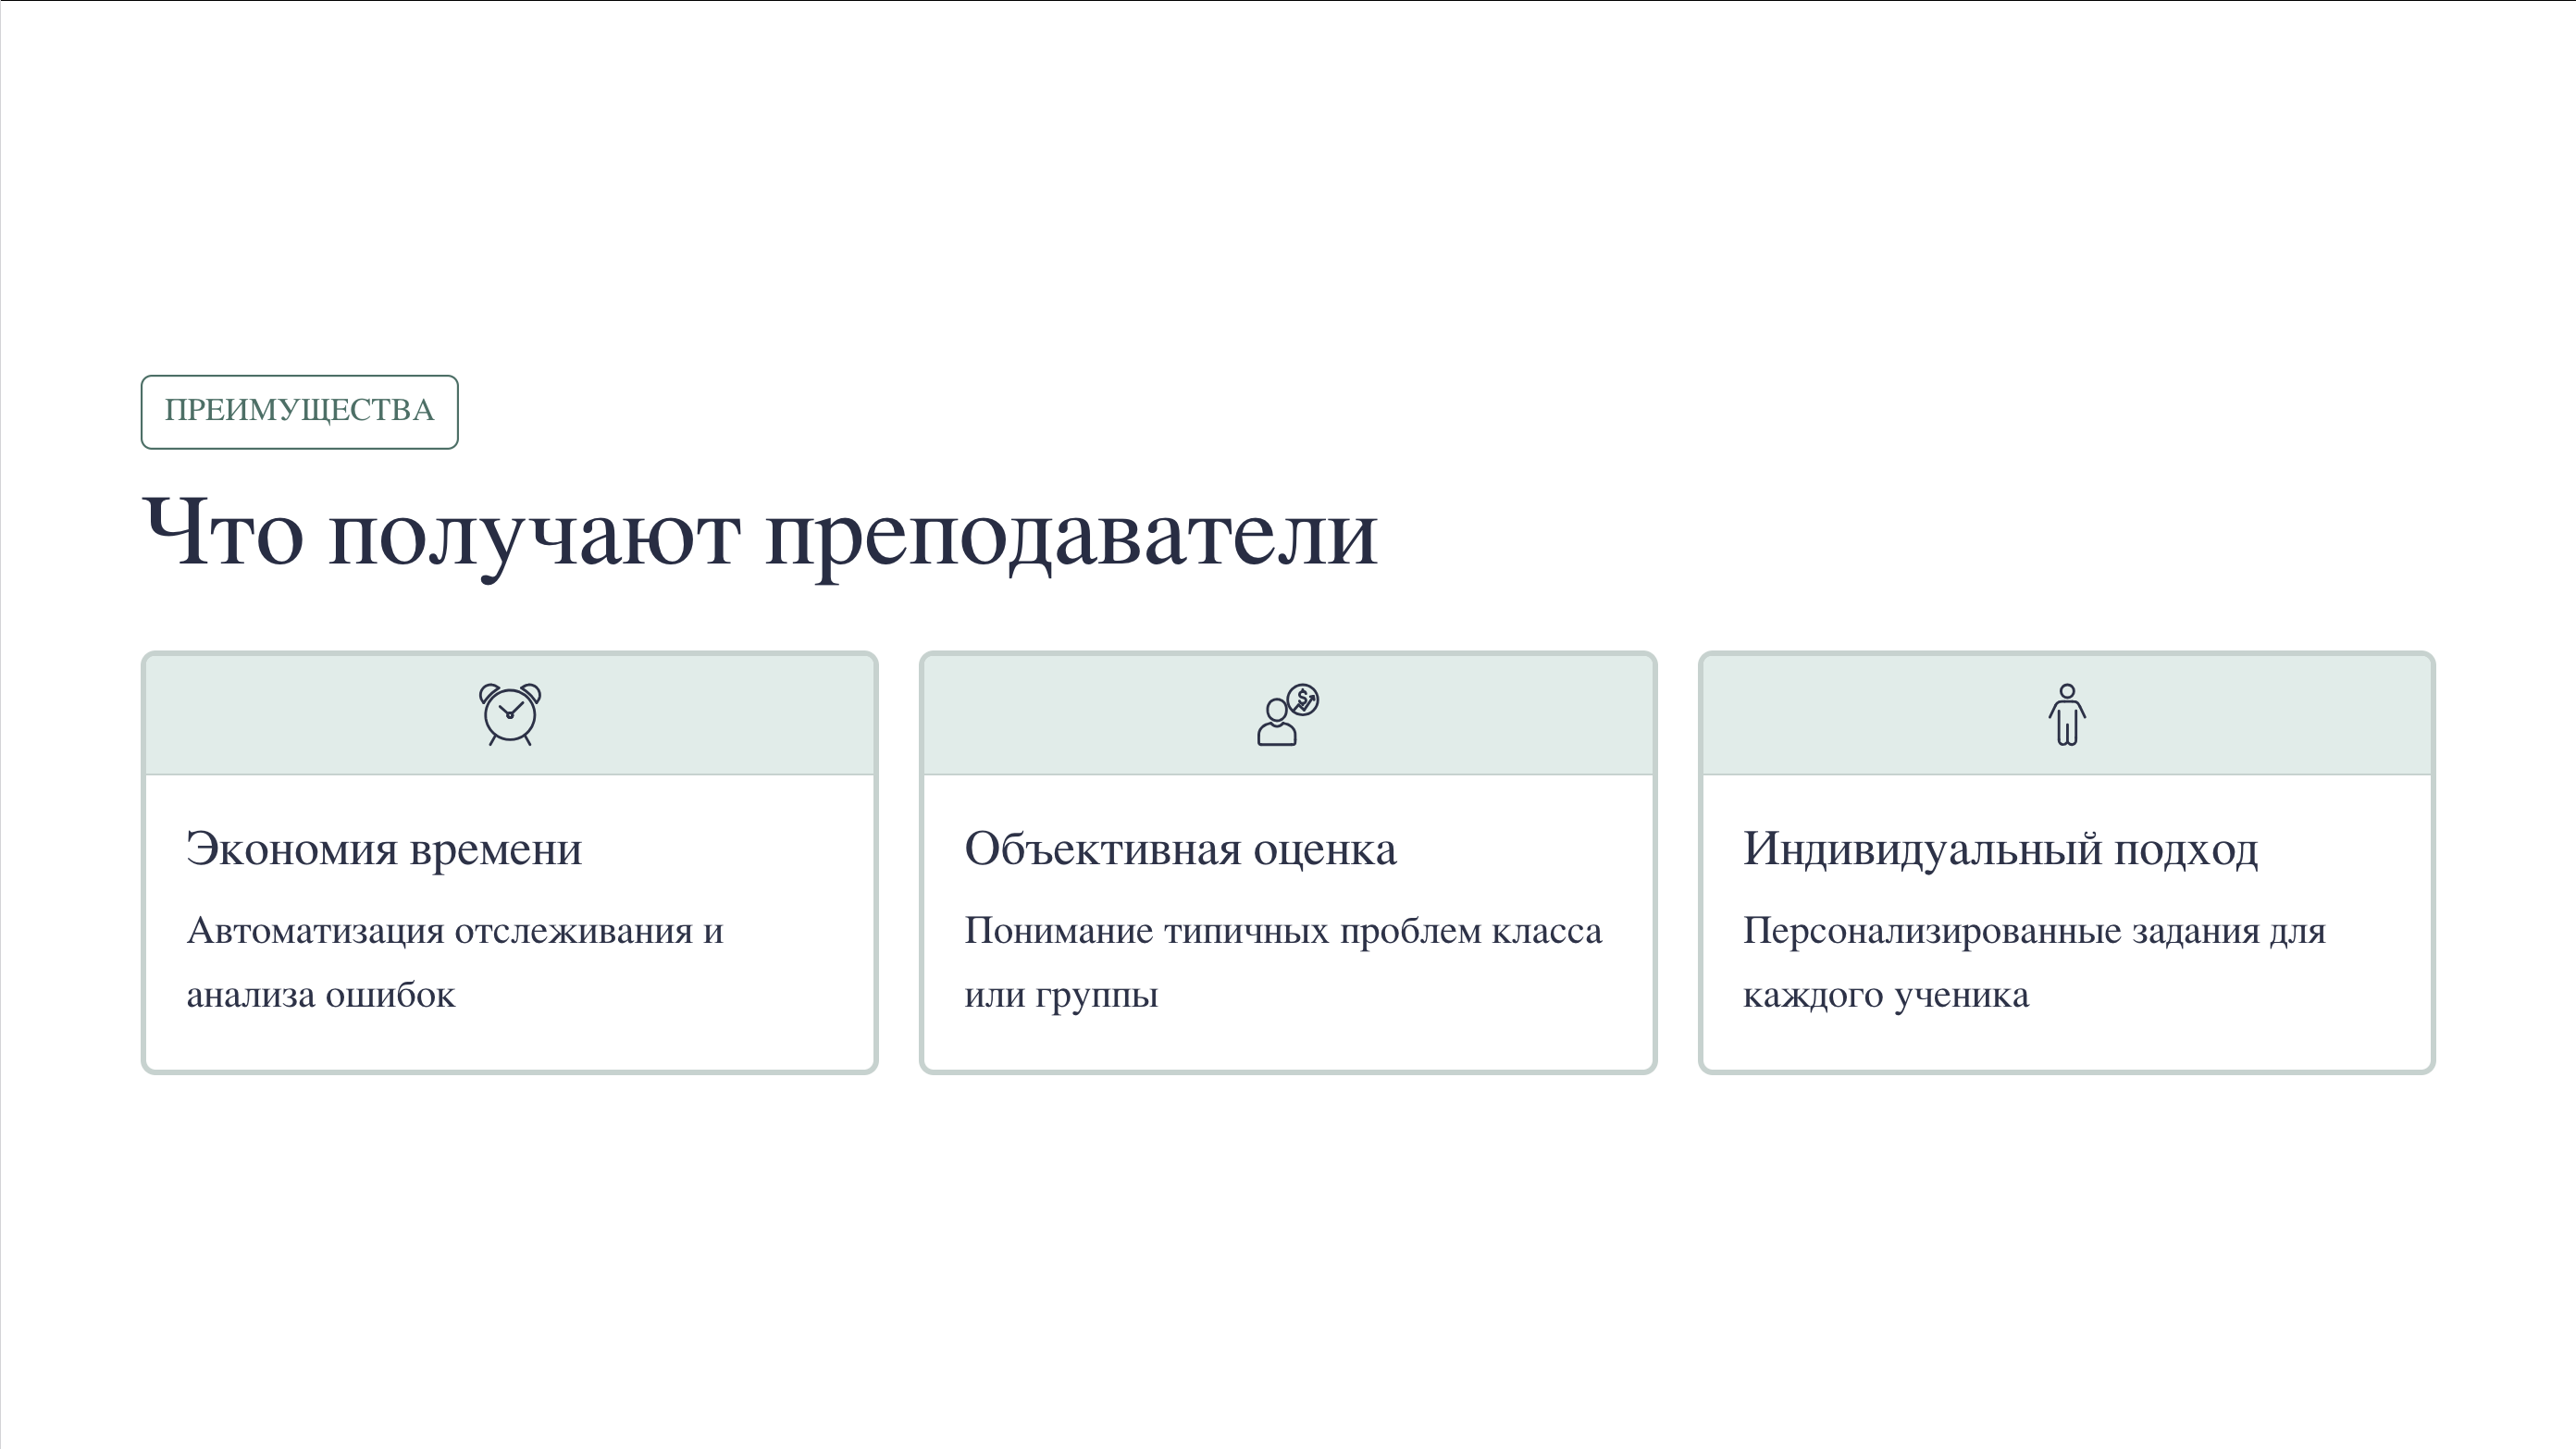 ПРЕИМУЩЕСТВА
Что получают преподаватели
$
Экономия времени
Автоматизация отслеживания и
анализа ошибок
Объективная оценка
Понимание типичных проблем класса
или группы
Индивидуальный подход
Персонализированные задания для
каждого ученика